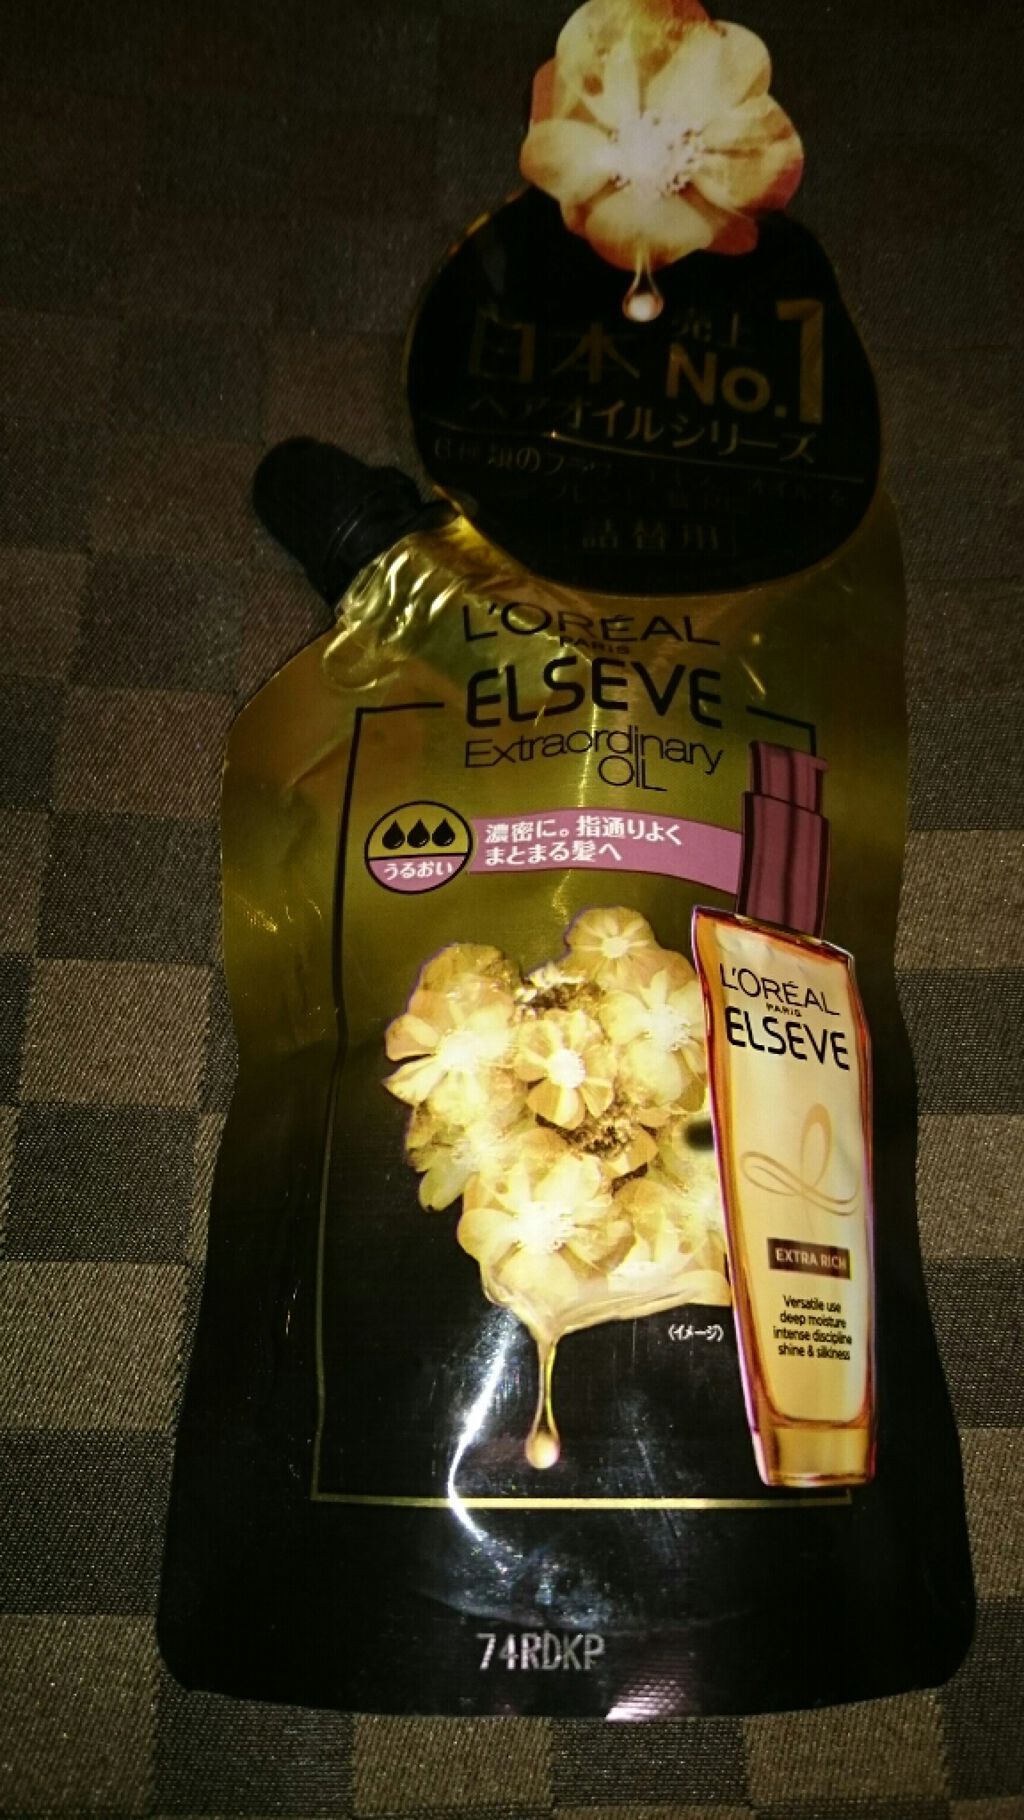 日本 売上 No.1
ヘアオイルシリーズ
詰替用
L'ORÉAL
PARIS
ELSEVE
Extraordinary
OIL
うるおい
濃密に。指通りよく
まとまる髪へ
L'ORÉAL
PARIS
ELSEVE
EXTRA RICH
Versatile use
deep moisture
intense discipline
shine & silkiness
(イメージ)
74RDKP